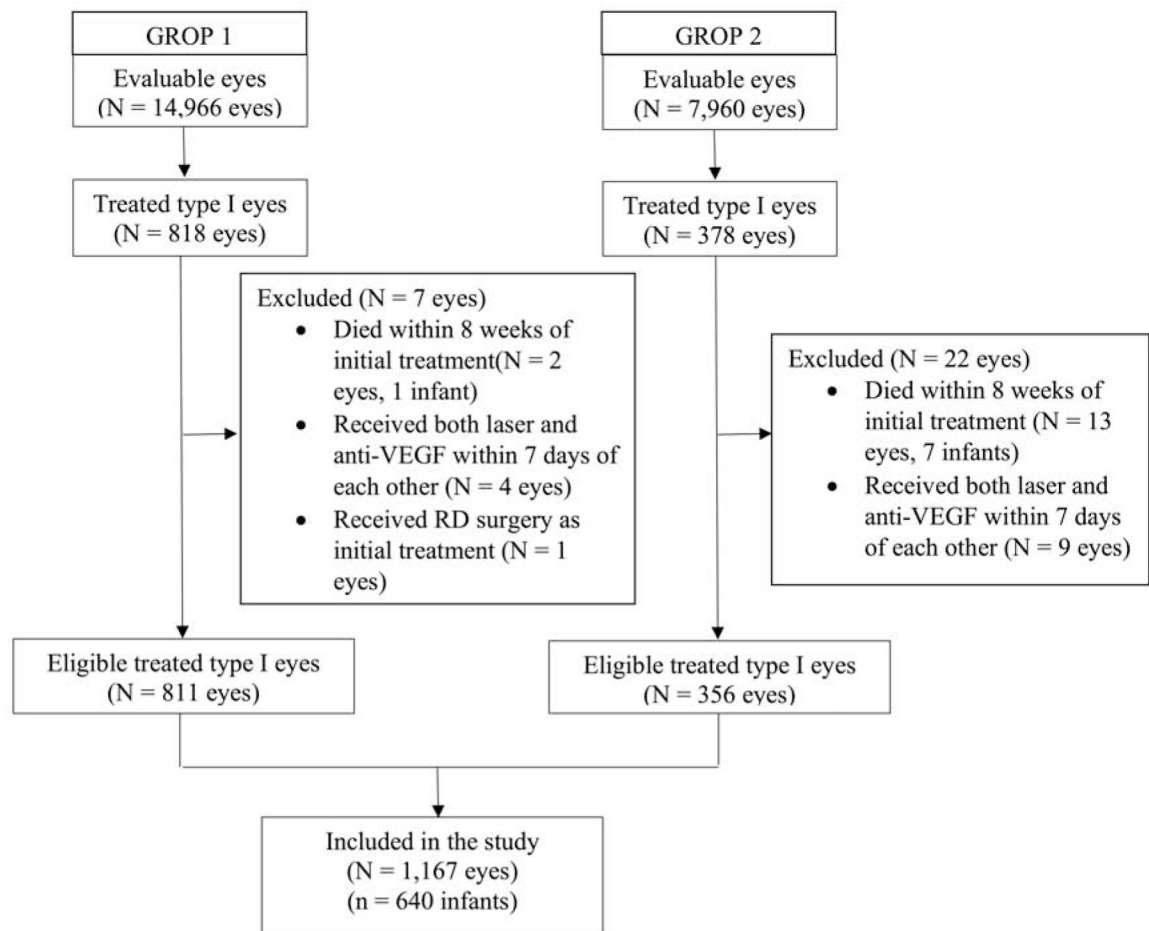 GROP 1
Evaluable eyes
(N = 14,966 eyes)
Treated type I eyes
(N = 818 eyes)
Excluded (N = 7 eyes)
• Died within 8 weeks of
initial treatment(N = 2
eyes, 1 infant)
• Received both laser and
anti-VEGF within 7 days of
each other (N = 4 eyes)
• Received RD surgery as
initial treatment (N = 1
eyes)
Eligible treated type I eyes
(N = 811 eyes)
GROP 2
Evaluable eyes
(N = 7,960 eyes)
Treated type I eyes
(N = 378 eyes)
Excluded (N = 22 eyes)
• Died within 8 weeks of
initial treatment (N = 13
eyes, 7 infants)
• Received both laser and
anti-VEGF within 7 days
of each other (N = 9 eyes)
Eligible treated type I eyes
(N = 356 eyes)
Included in the study
(N = 1,167 eyes)
(n = 640 infants)